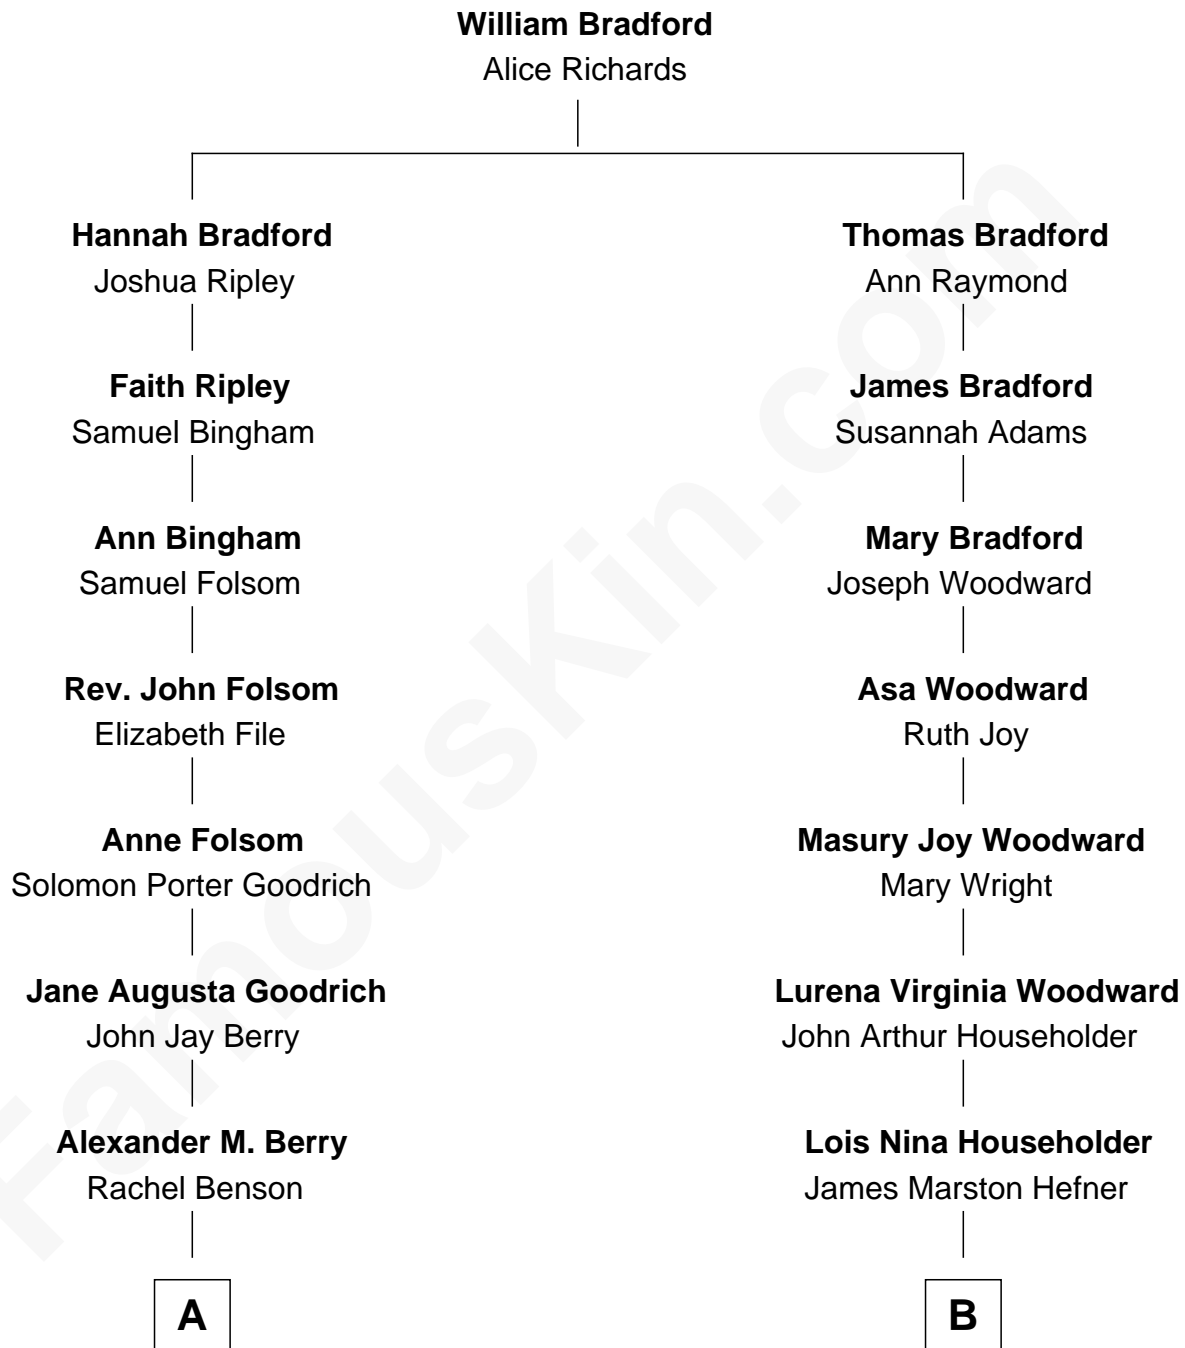 William Bradford
Alice Richards
Hannah Bradford
Joshua Ripley
Thomas Bradford
Ann Raymond
Faith Ripley
Samuel Bingham
James Bradford
Susannah Adams
Ann Bingham
Samuel Folsom
Mary Bradford
Joseph Woodward
Rev. John Folsom
Elizabeth File
Asa Woodward
Ruth Joy
Anne Folsom
Solomon Porter Goodrich
Masury Joy Woodward
Mary Wright
Jane Augusta Goodrich
John Jay Berry
Lurena Virginia Woodward
John Arthur Householder
Alexander M. Berry
Rachel Benson
Lois Nina Householder
James Marston Hefner
A
B
FamousKin.com